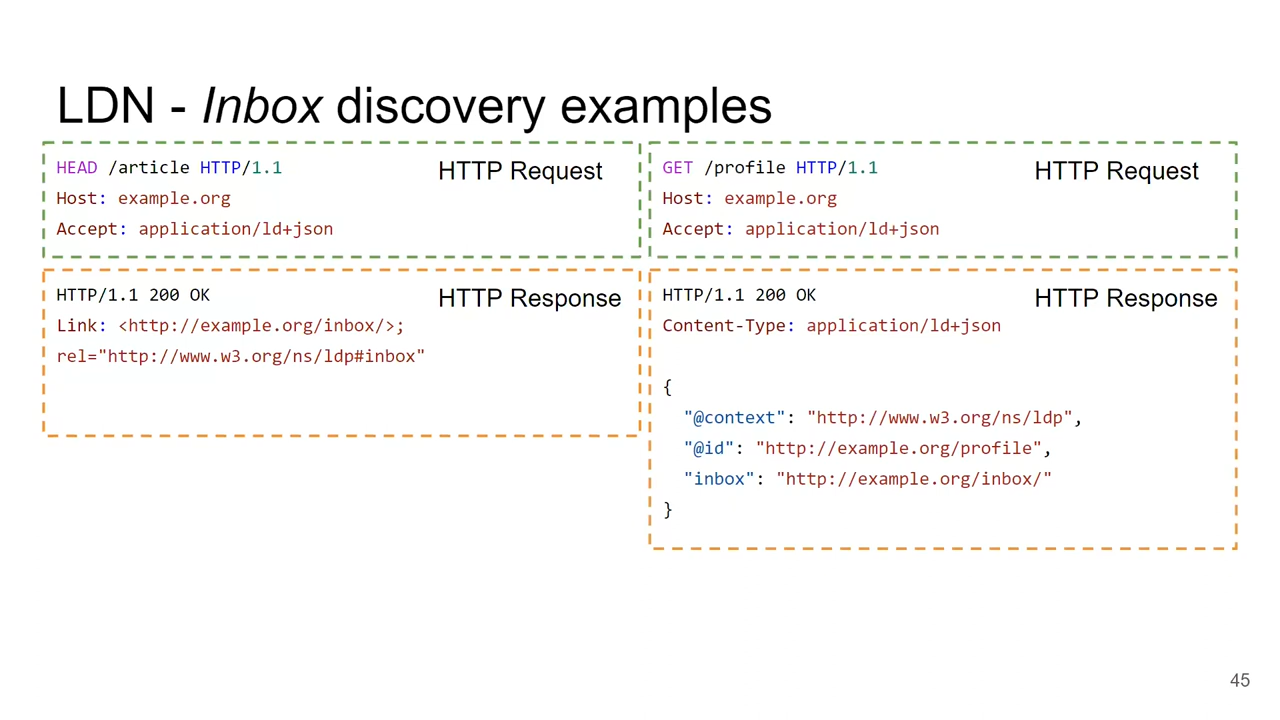 LDN - Inbox discovery examples
HEAD /article HTTP/1.1
Host: example.org
Accept: application/ld+json
HTTP Request
HTTP/1.1 200 OK
Link: <http://example.org/inbox/>;
rel="http://www.w3.org/ns/ldp#inbox"
HTTP Response
GET /profile HTTP/1.1
Host: example.org
Accept: application/ld+json
HTTP Request
HTTP/1.1 200 OK
Content-Type: application/ld+json
HTTP Response
{
"@context": "http://www.w3.org/ns/ldp",
"@id": "http://example.org/profile",
"inbox": "http://example.org/inbox/"
}
45